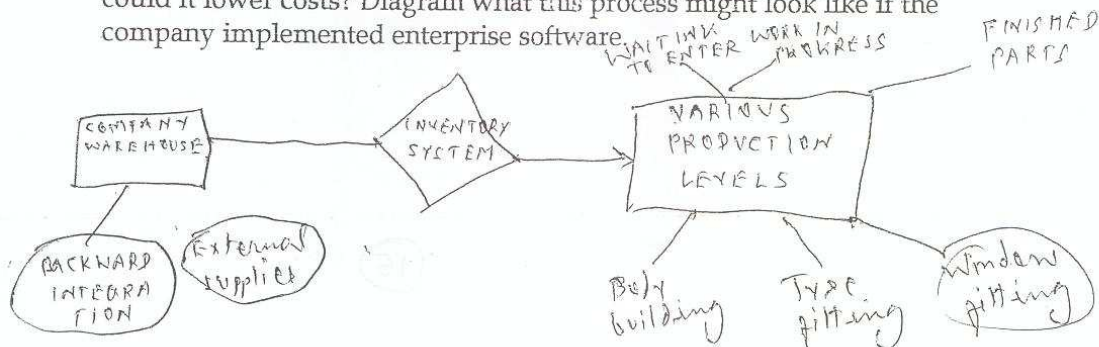 could it lower costs? Diagram what this process might look like if the
company implemented enterprise software.
WAITING
TO ENTER
WORK IN
PROGRESS
FINISHED
PARTS
COMPANY
WAREHOUSE
INVENTORY
SYSTEM
VARIOUS
PRODUCTION
LEVELS
BACKWARD
INTEGRA
TION
External
supplies
Body
building
Tyre
fitting
Window
fitting